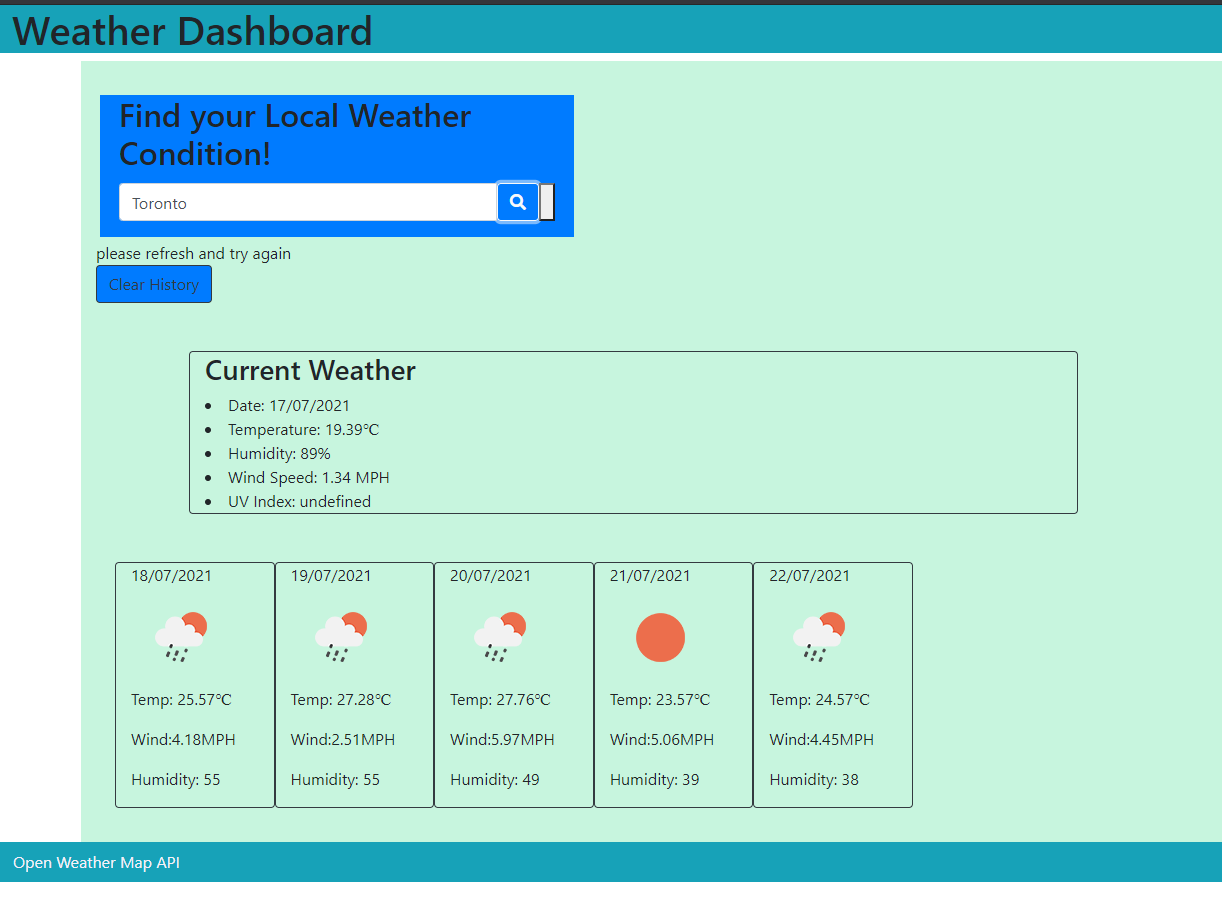 Weather Dashboard
Find your Local Weather
Condition!
Toronto
please refresh and try again
Clear History
Current Weather
Date: 17/07/2021
Temperature: 19.39°C
Humidity: 89%
Wind Speed: 1.34 MPH
UV Index: undefined
18/07/2021 19/07/2021 20/07/2021 21/07/2021 22/07/2021
Temp: 25.57°C Temp: 27.28°C Temp: 27.76°C Temp: 23.57°C Temp: 24.57°C
Wind:4.18MPH Wind:2.51MPH Wind:5.97MPH Wind:5.06MPH Wind:4.45MPH
Humidity: 55 Humidity: 55 Humidity: 49 Humidity: 39 Humidity: 38
Open Weather Map API